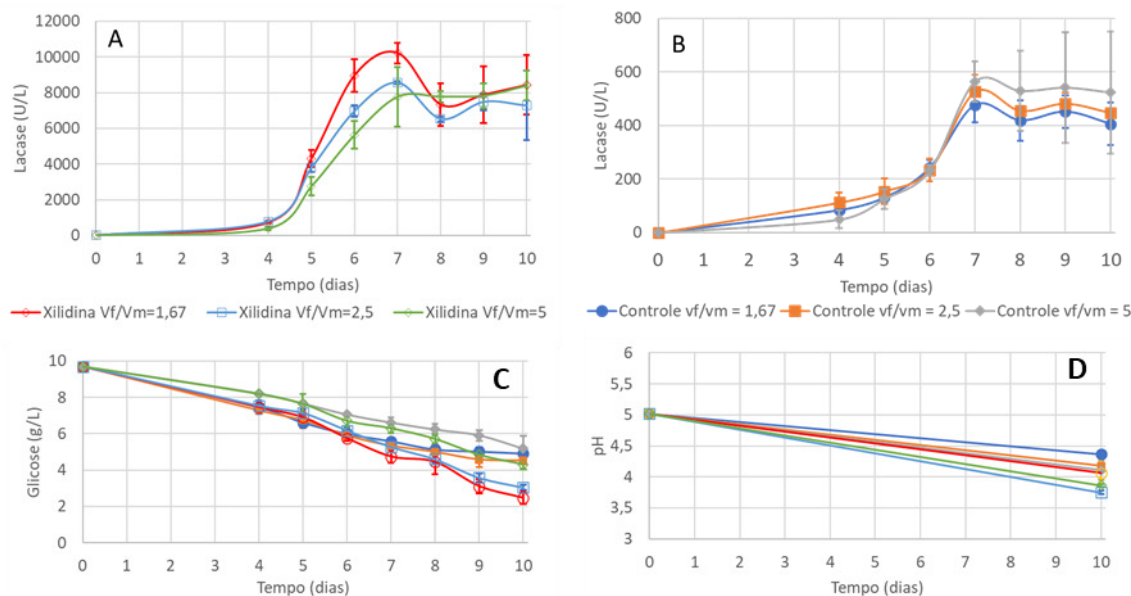 A
Lacase (U/L)
12000
10000
8000
6000
4000
2000
0
0 1 2 3 4 5 6 7 8 9 10
Tempo (dias)
Xilidina Vf/Vm=1,67 Xilidina Vf/Vm=2,5 Xilidina Vf/Vm=5
B
Lacase (U/L)
800
600
400
200
0
0 1 2 3 4 5 6 7 8 9 10
Tempo (dias)
Controle vf/vm = 1,67 Controle vf/vm = 2,5 Controle vf/vm = 5
C
Glicose (g/L)
10
8
6
4
2
0
0 1 2 3 4 5 6 7 8 9 10
Tempo (dias)
D
pH
6
5,5
5
4,5
4
3,5
3
0 1 2 3 4 5 6 7 8 9 10
Tempo (dias)